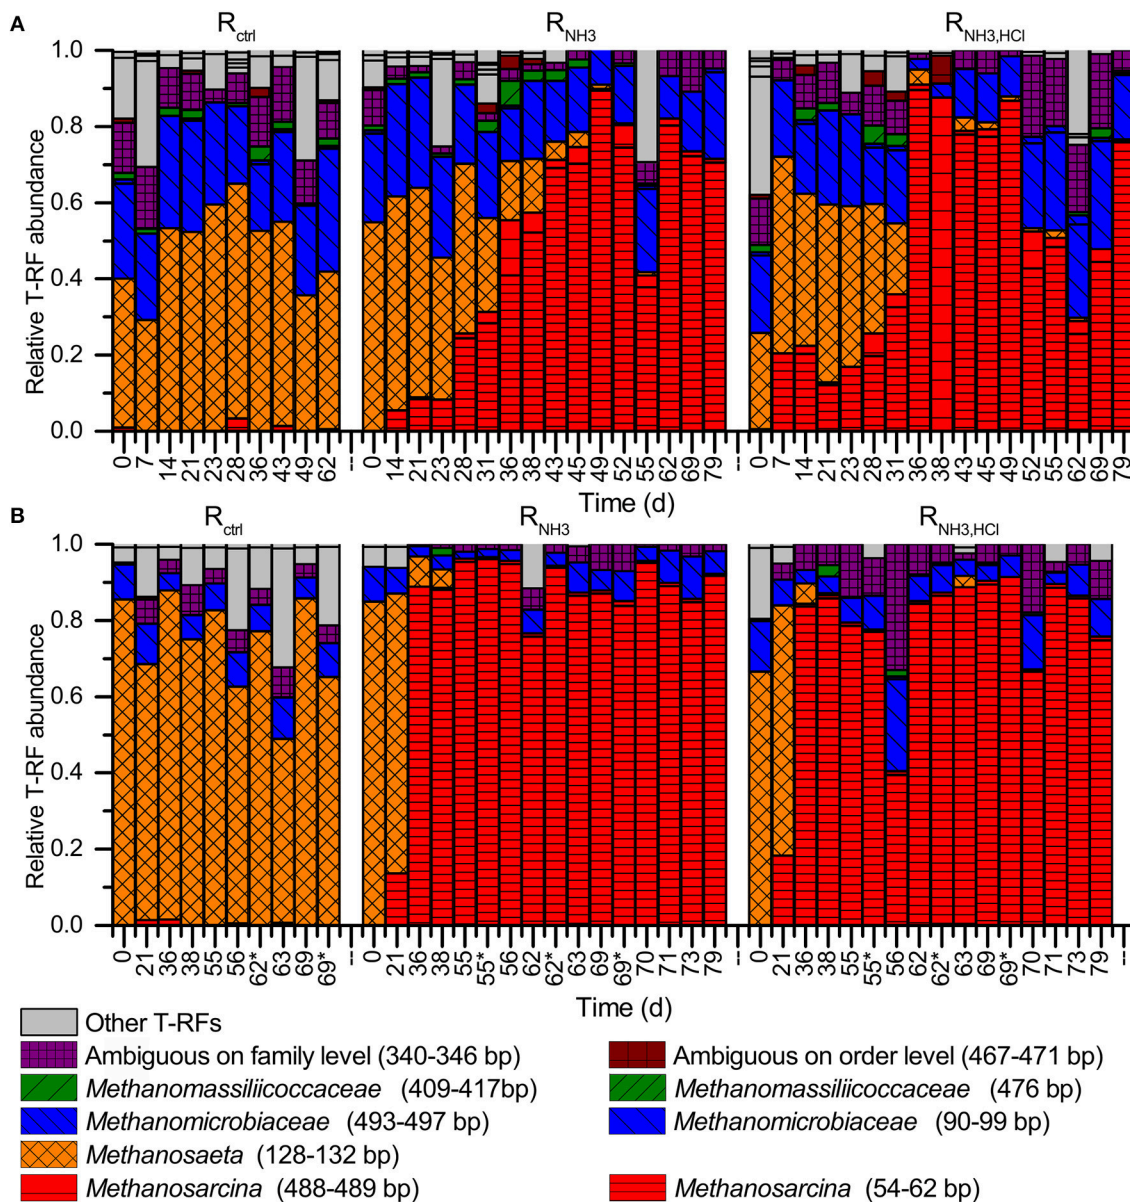 A
R_ctrl R_NH3 R_NH3,HCl
Relative T-RF abundance
1.0
0.8
0.6
0.4
0.2
0.0
0 7 14 21 23 28 36 43 49 62 -- 0 14 21 23 28 31 36 38 43 45 49 52 55 62 69 79 -- 0 7 14 21 23 28 31 36 38 43 45 49 52 55 62 69 79
Time (d)
B
R_ctrl R_NH3 R_NH3,HCl
Relative T-RF abundance
1.0
0.8
0.6
0.4
0.2
0.0
0 21 36 38 55 56 62* 63 69 69* -- 0 21 36 38 55 55* 56 62 62* 63 69 69* 70 71 73 79 -- 0 21 36 38 55 55* 56 62 62* 63 69 69* 70 71 73 79 --
Time (d)
Other T-RFs
Ambiguous on family level (340-346 bp) Ambiguous on order level (467-471 bp)
Methanomassiliicoccaceae (409-417bp) Methanomassiliicoccaceae (476 bp)
Methanomicrobiaceae (493-497 bp) Methanomicrobiaceae (90-99 bp)
Methanosaeta (128-132 bp)
Methanosarcina (488-489 bp) Methanosarcina (54-62 bp)